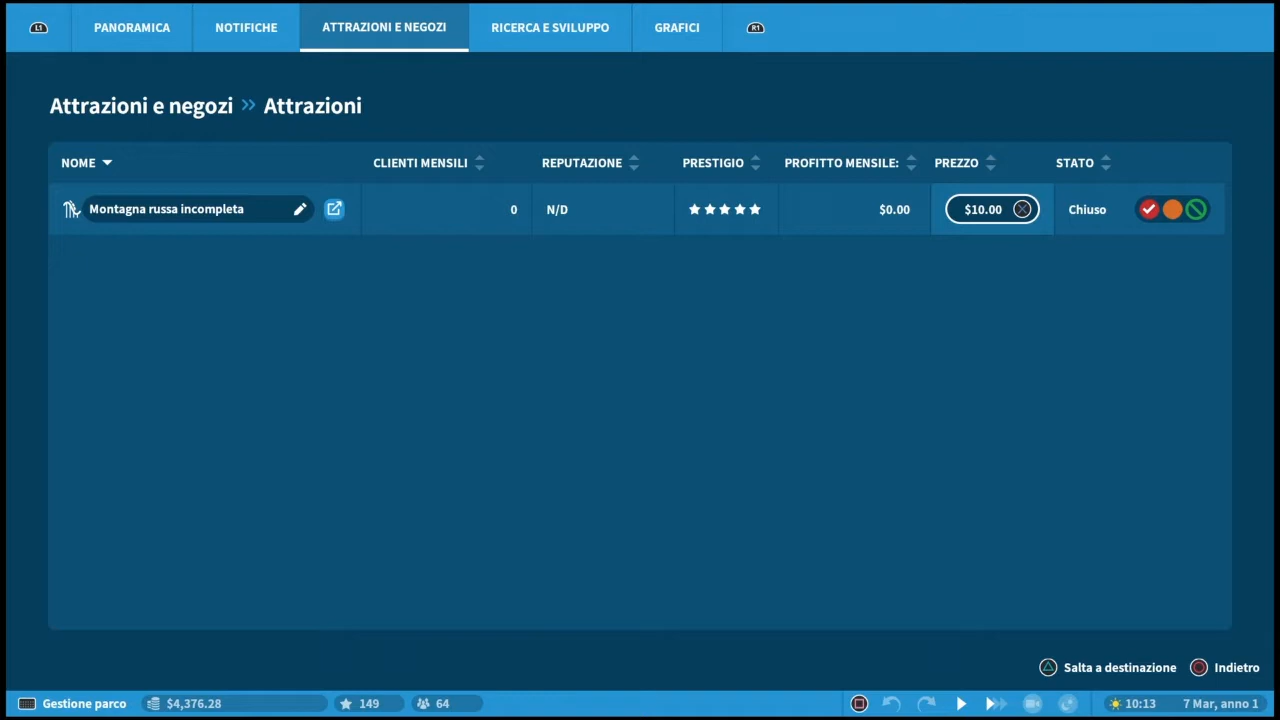 L1 PANORAMICA NOTIFICHE ATTRAZIONI E NEGOZI RICERCA E SVILUPPO GRAFICI R1
Attrazioni e negozi » Attrazioni
NOME CLIENTI MENSILI REPUTAZIONE PRESTIGIO PROFITTO MENSILE: PREZZO STATO
Montagna russa incompleta 0 N/D $0.00 $10.00 Chiuso
Salta a destinazione Indietro
Gestione parco $4,376.28 149 64 10:13 7 Mar, anno 1